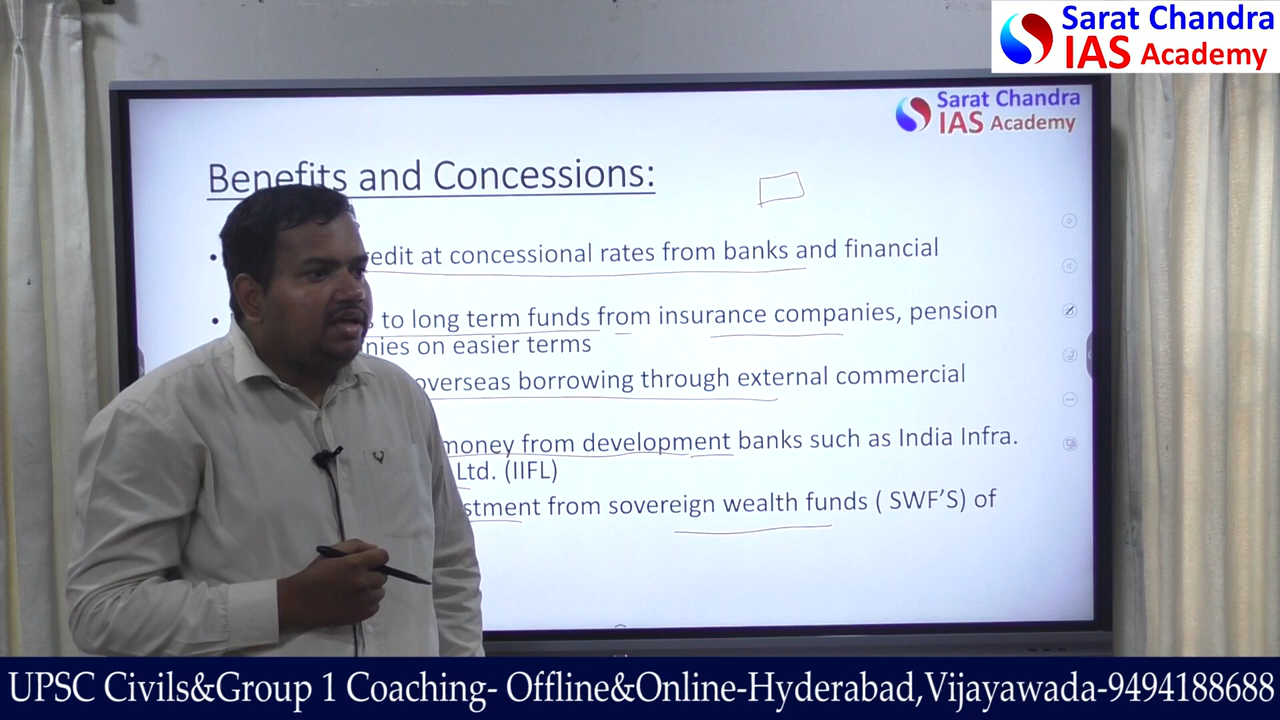 Sarat Chandra
IAS Academy
Sarat Chandra
IAS Academy
Benefits and Concessions:
at concessional rates from banks and financial
to long term funds from insurance companies, pension
on easier terms
overseas borrowing through external commercial
money from development banks such as India Infra.
Ltd. (IIFL)
from sovereign wealth funds ( SWF'S) of
UPSC Civils&Group 1 Coaching- Offline&Online-Hyderabad,Vijayawada-9494188688